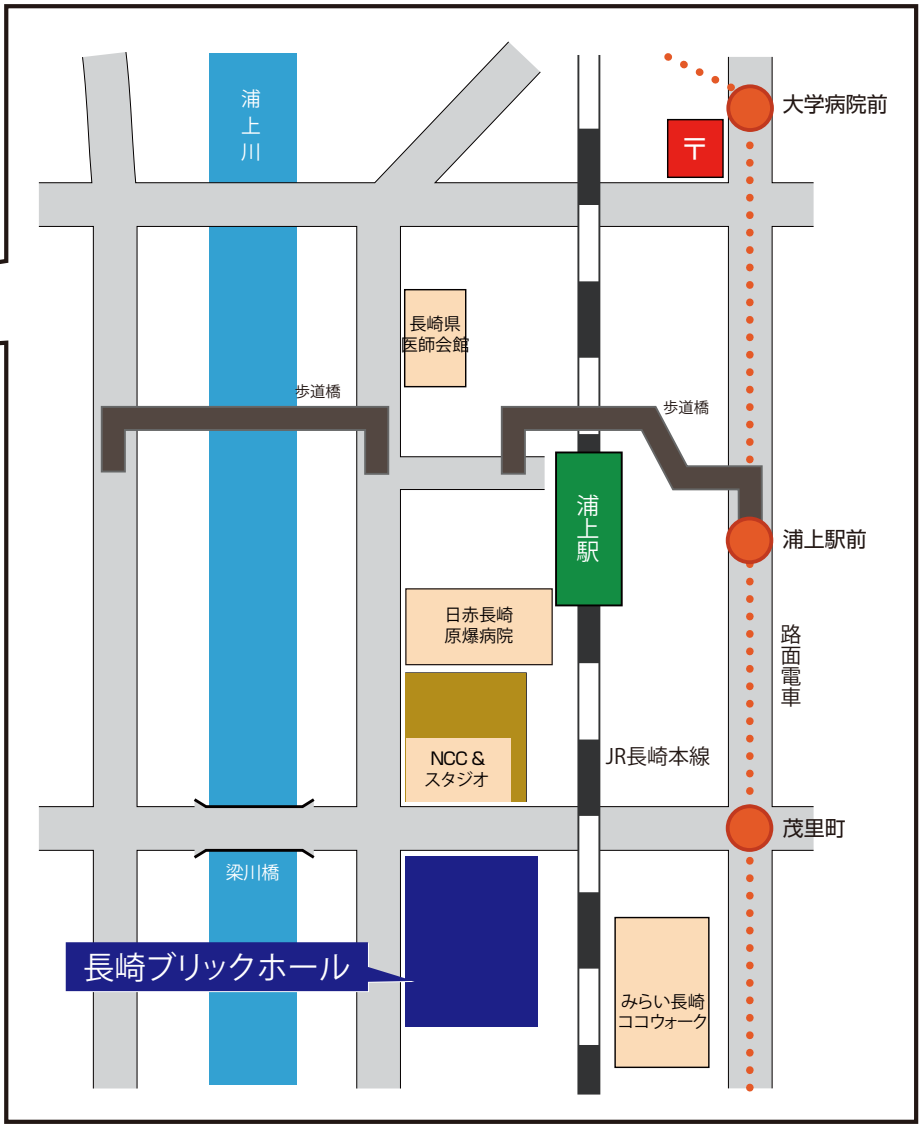 浦上川
大学病院前
〒
長崎県
医師会館
歩道橋
歩道橋
浦上駅
浦上駅前
日赤長崎
原爆病院
路面電車
NCC &
スタジオ
JR長崎本線
茂里町
梁川橋
長崎ブリックホール
みらい長崎
ココウォーク